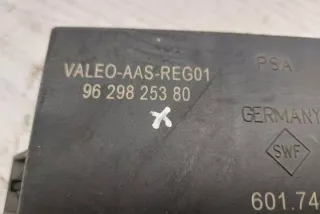 VALEO-AAS-REG01
96 298 253 80
PSA
GERMANY
SWF
601.74